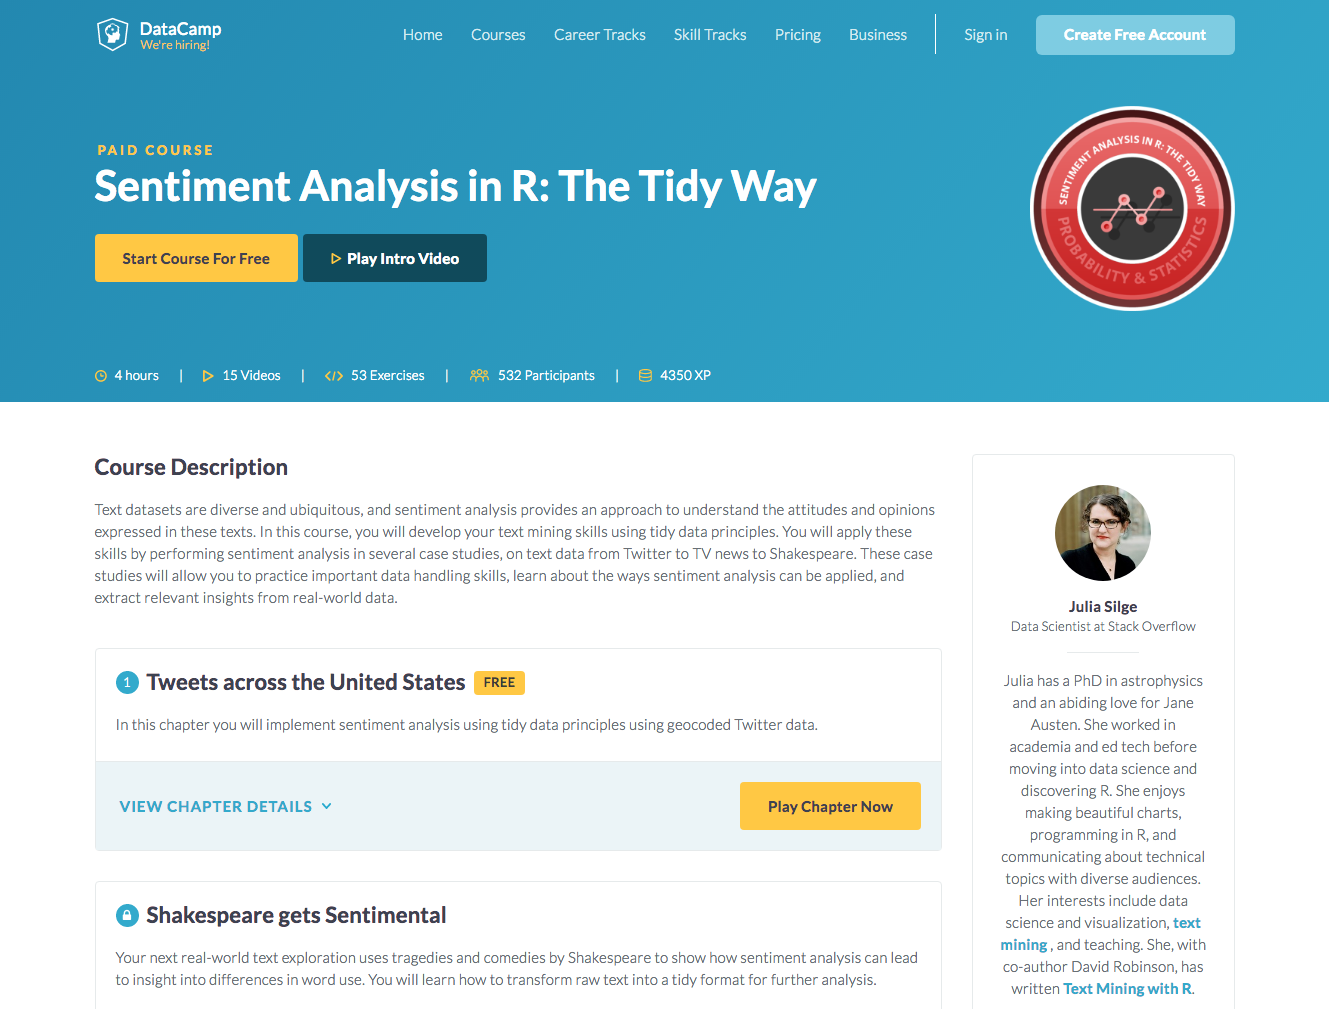 DataCamp
We're hiring!
Home
Courses
Career Tracks
Skill Tracks
Pricing
Business
Sign in
Create Free Account
PAID COURSE
Sentiment Analysis in R: The Tidy Way
Start Course For Free
Play Intro Video
SENTIMENT ANALYSIS IN R: THE TIDY WAY
PROBABILITY & STATISTICS
4 hours | 15 Videos | 53 Exercises | 532 Participants | 4350 XP
Course Description
Text datasets are diverse and ubiquitous, and sentiment analysis provides an approach to understand the attitudes and opinions
expressed in these texts. In this course, you will develop your text mining skills using tidy data principles. You will apply these
skills by performing sentiment analysis in several case studies, on text data from Twitter to TV news to Shakespeare. These case
studies will allow you to practice important data handling skills, learn about the ways sentiment analysis can be applied, and
extract relevant insights from real-world data.
1 Tweets across the United States FREE
In this chapter you will implement sentiment analysis using tidy data principles using geocoded Twitter data.
VIEW CHAPTER DETAILS
Play Chapter Now
Shakespeare gets Sentimental
Your next real-world text exploration uses tragedies and comedies by Shakespeare to show how sentiment analysis can lead
to insight into differences in word use. You will learn how to transform raw text into a tidy format for further analysis.
Julia Silge
Data Scientist at Stack Overflow
Julia has a PhD in astrophysics
and an abiding love for Jane
Austen. She worked in
academia and ed tech before
moving into data science and
discovering R. She enjoys
making beautiful charts,
programming in R, and
communicating about technical
topics with diverse audiences.
Her interests include data
science and visualization, text
mining , and teaching. She, with
co-author David Robinson, has
written Text Mining with R.